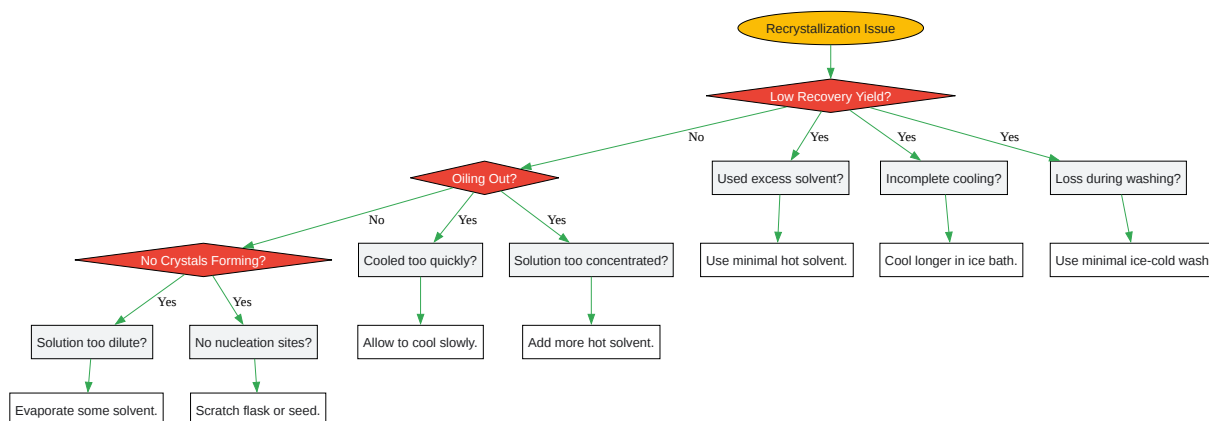 Recrystallization Issue
Low Recovery Yield?
No
Yes
Yes
Yes
Oiling Out?
Used excess solvent?
Incomplete cooling?
Loss during washing?
No
Yes
Yes
No Crystals Forming?
Cooled too quickly?
Solution too concentrated?
Use minimal hot solvent.
Cool longer in ice bath.
Use minimal ice-cold wash
Yes
Yes
Solution too dilute?
No nucleation sites?
Allow to cool slowly.
Add more hot solvent.
Evaporate some solvent.
Scratch flask or seed.